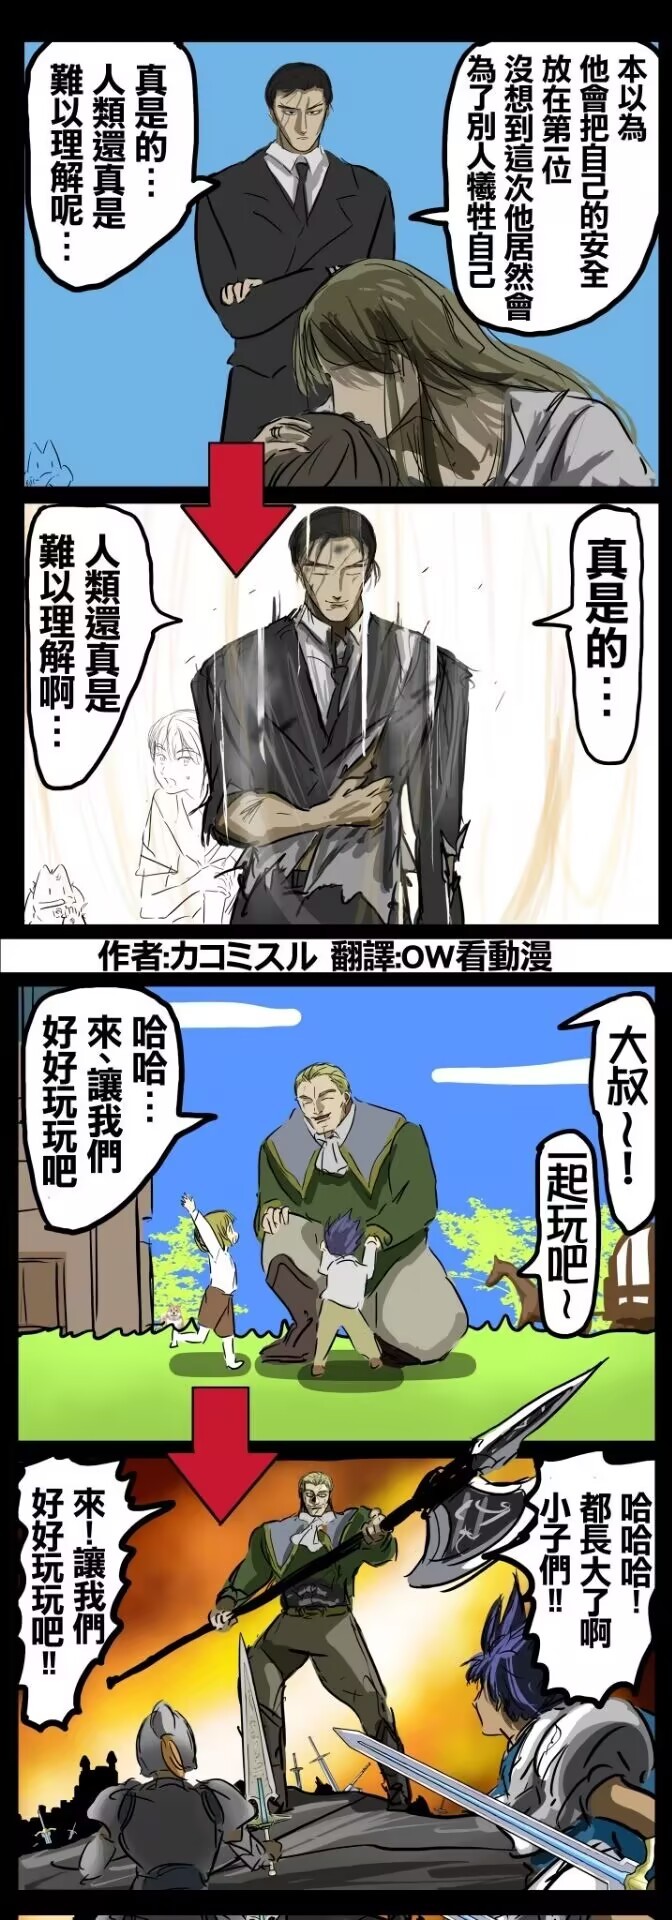 本以為
他會把自己的安全
放在第一位
沒想到這次他居然會
為了別人犧牲自己
真是的…
人類還真是
難以理解呢…
真是的…
人類還真是
難以理解啊…
作者:カコミスル 翻譯:OW看動漫
大叔～!
一起玩吧～
哈哈…
來、讓我們
好好玩玩吧
哈哈哈!
都長大了啊
小子們!!
來!讓我們
好好玩玩吧!!